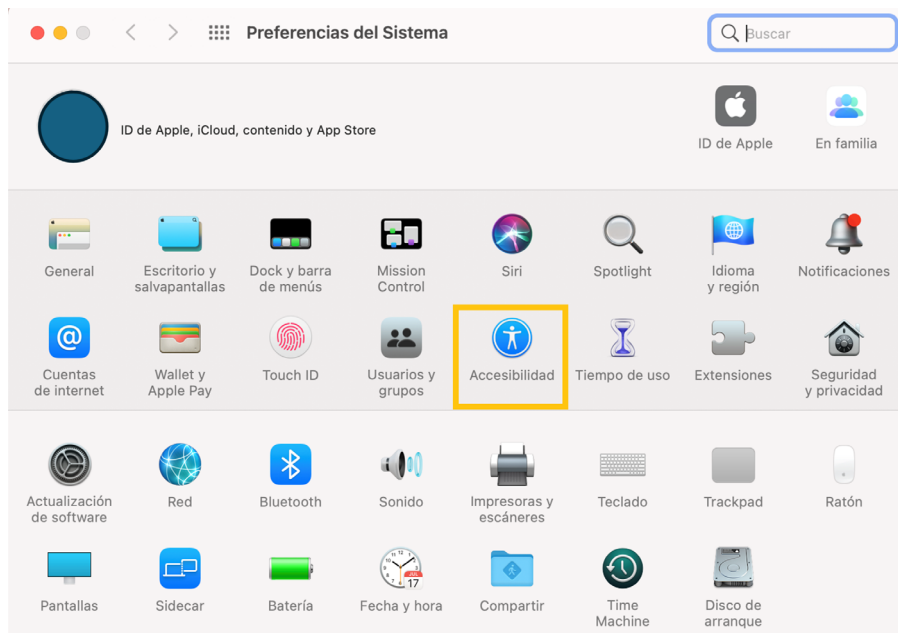 Preferencias del Sistema
Buscar
ID de Apple, iCloud, contenido y App Store
ID de Apple
En familia
General
Escritorio y
salvapantallas
Dock y barra
de menús
Mission
Control
Siri
Spotlight
Idioma
y región
Notificaciones
Cuentas
de internet
Wallet y
Apple Pay
Touch ID
Usuarios y
grupos
Accesibilidad
Tiempo de uso
Extensiones
Seguridad
y privacidad
Actualización
de software
Red
Bluetooth
Sonido
Impresoras y
escáneres
Teclado
Trackpad
Ratón
Pantallas
Sidecar
Batería
Fecha y hora
Compartir
Time
Machine
Disco de
arranque